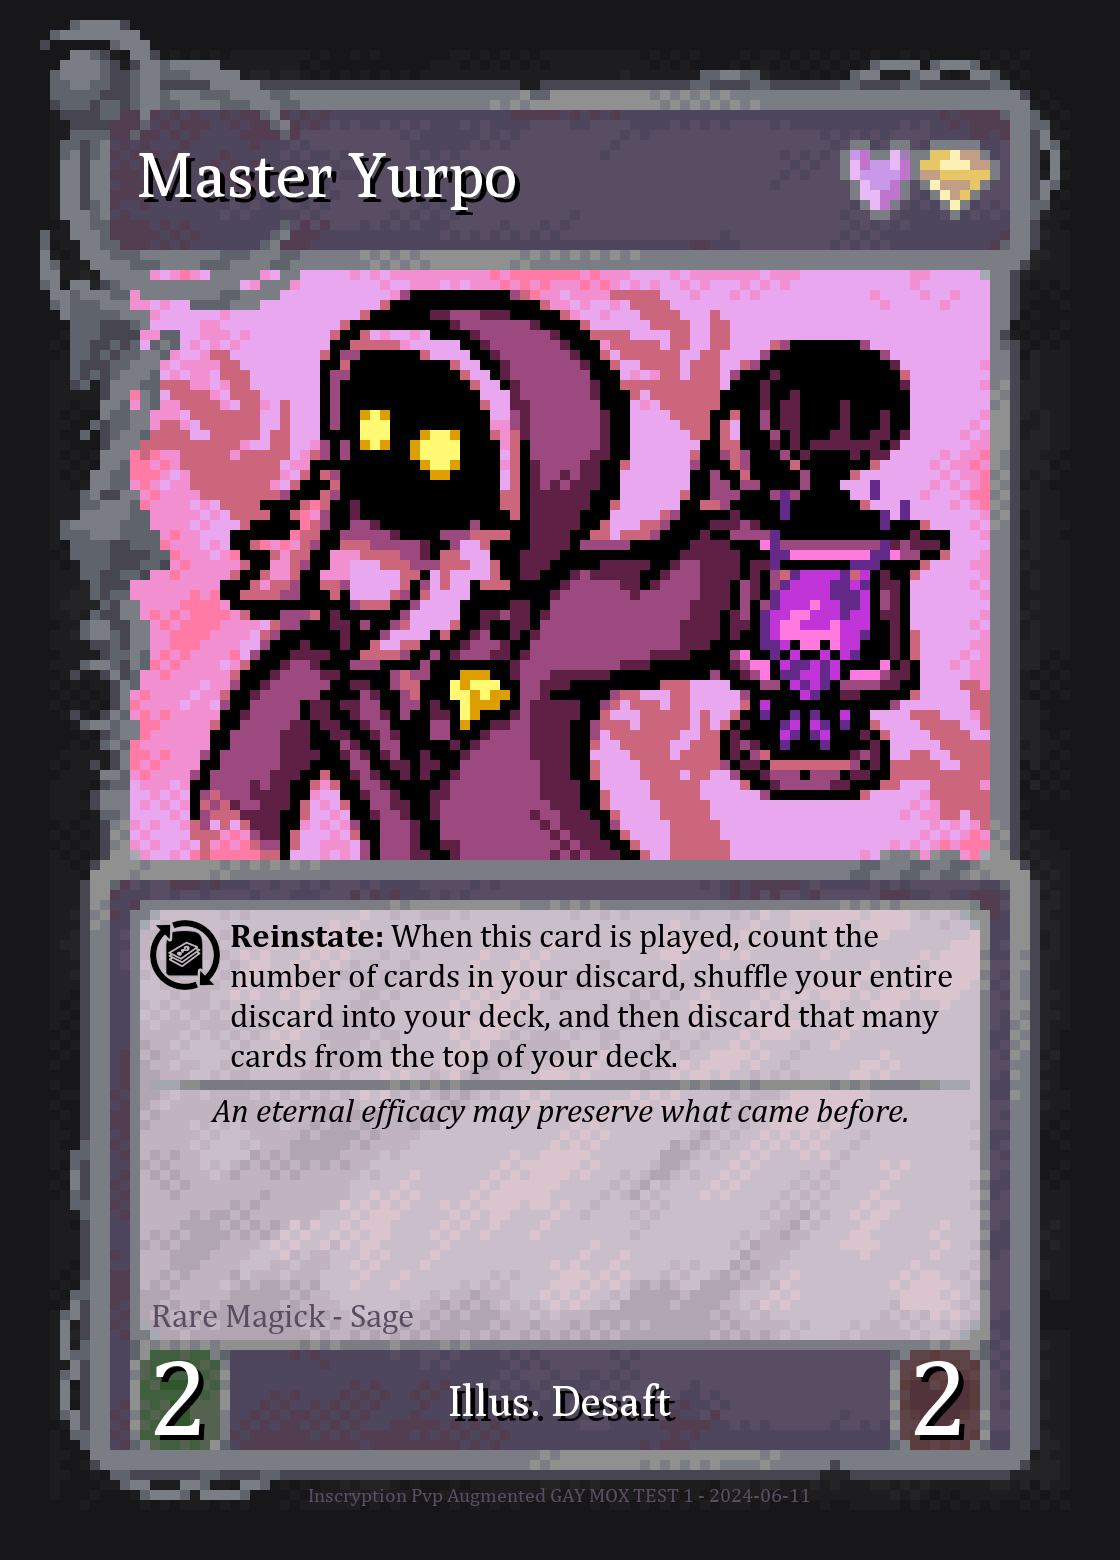 Master Yurpo
Reinstate: When this card is played, count the
number of cards in your discard, shuffle your entire
discard into your deck, and then discard that many
cards from the top of your deck.
An eternal efficacy may preserve what came before.
Rare Magick - Sage
2
Illus. Desaft
2
Inscryption Pvp Augmented GAY MOX TEST 1 - 2024-06-11